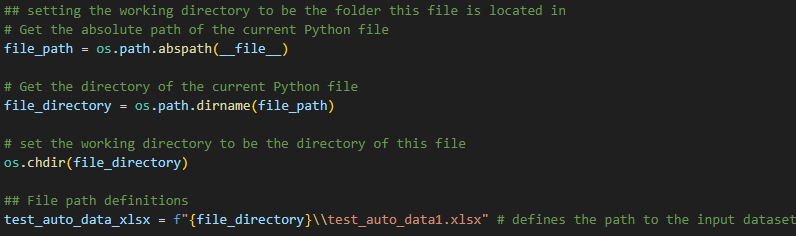 ## setting the working directory to be the folder this file is located in
# Get the absolute path of the current Python file
file_path = os.path.abspath(__file__)
# Get the directory of the current Python file
file_directory = os.path.dirname(file_path)
# set the working directory to be the directory of this file
os.chdir(file_directory)
## File path definitions
test_auto_data_xlsx = f"{file_directory}\\test_auto_data1.xlsx" # defines the path to the input dataset